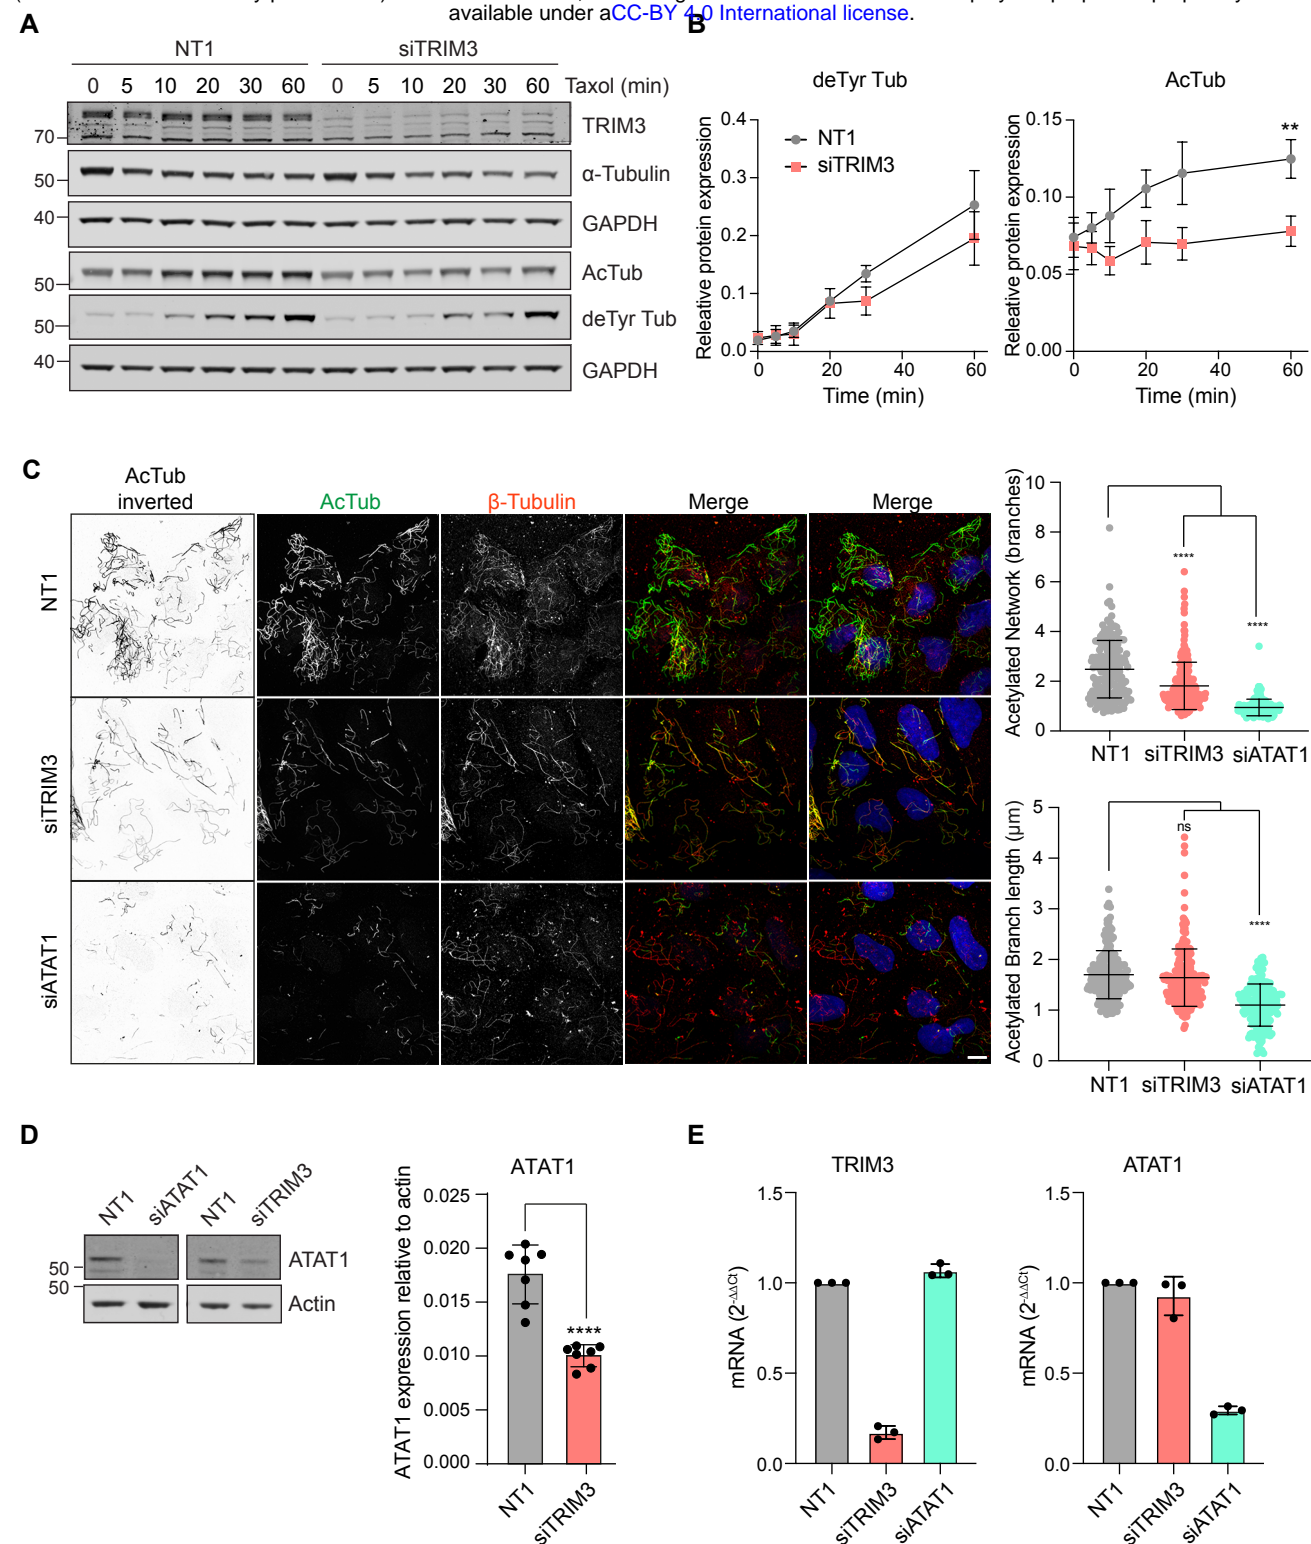 available under aCC-BY 4.0 International license.
A
NT1 siTRIM3
0 5 10 20 30 60 0 5 10 20 30 60 Taxol (min)
70 TRIM3
50 α-Tubulin
40 GAPDH
50 AcTub
50 deTyr Tub
40 GAPDH
B
deTyr Tub
Releative protein expression
0.4
0.3
0.2
0.1
0.0
NT1
siTRIM3
0 20 40 60
Time (min)
AcTub
Releative protein expression
0.15
0.10
0.05
0.00
**
0 20 40 60
Time (min)
C
AcTub
inverted
AcTub
β-Tubulin
Merge
Merge
NT1
siTRIM3
siATAT1
Acetylated Network (branches)
10
8
6
4
2
0
****
****
NT1 siTRIM3 siATAT1
Acetylated Branch length (μm)
5
4
3
2
1
0
ns
****
NT1 siTRIM3 siATAT1
D
NT1 siATAT1 NT1 siTRIM3
50 ATAT1
50
Actin
ATAT1
ATAT1 expression relative to actin
0.025
0.020
0.015
0.010
0.005
0.000
****
NT1 siTRIM3
E
TRIM3
mRNA (2-ΔΔCt)
1.5
1.0
0.5
0.0
NT1 siTRIM3 siATAT1
ATAT1
mRNA (2-ΔΔCt)
1.5
1.0
0.5
0.0
NT1 siTRIM3 siATAT1